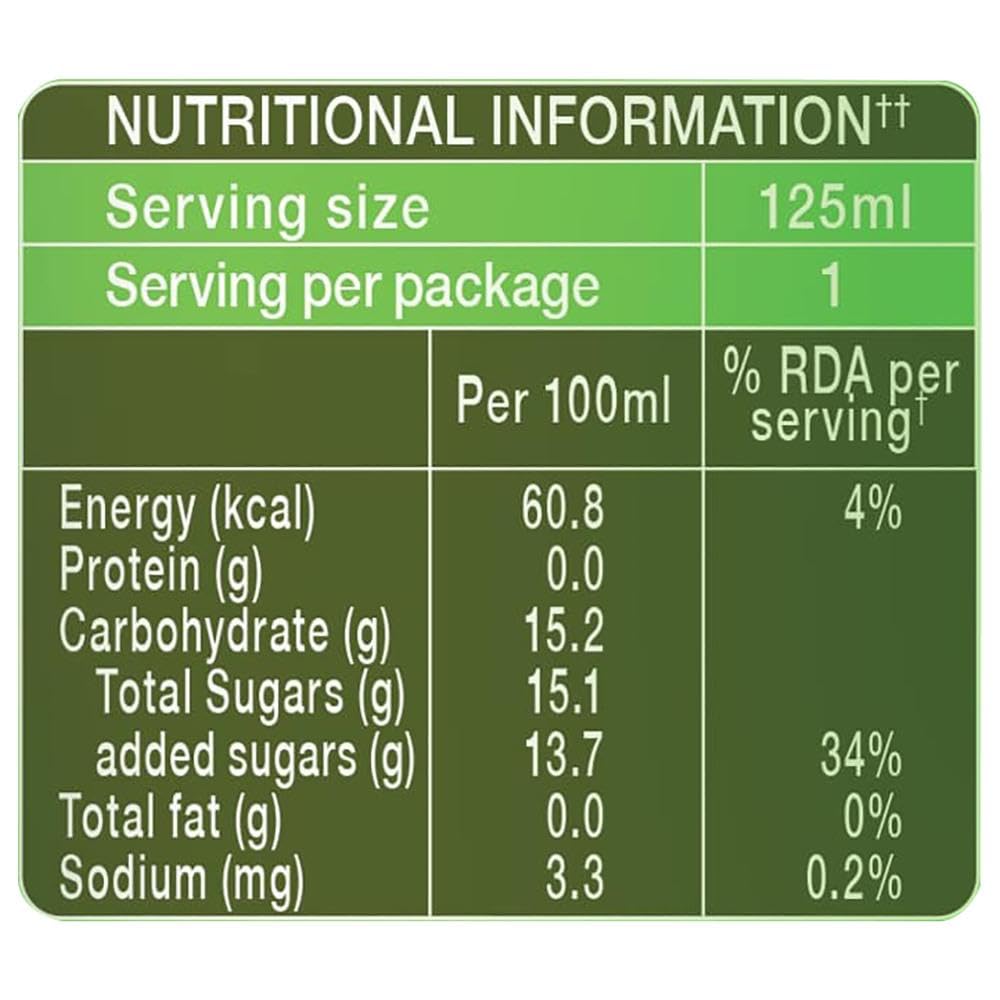 NUTRITIONAL INFORMATION††
Serving size 125ml
Serving per package 1
Per 100ml % RDA per
serving†
Energy (kcal) 60.8 4%
Protein (g) 0.0
Carbohydrate (g) 15.2
Total Sugars (g) 15.1
added sugars (g) 13.7 34%
Total fat (g) 0.0 0%
Sodium (mg) 3.3 0.2%